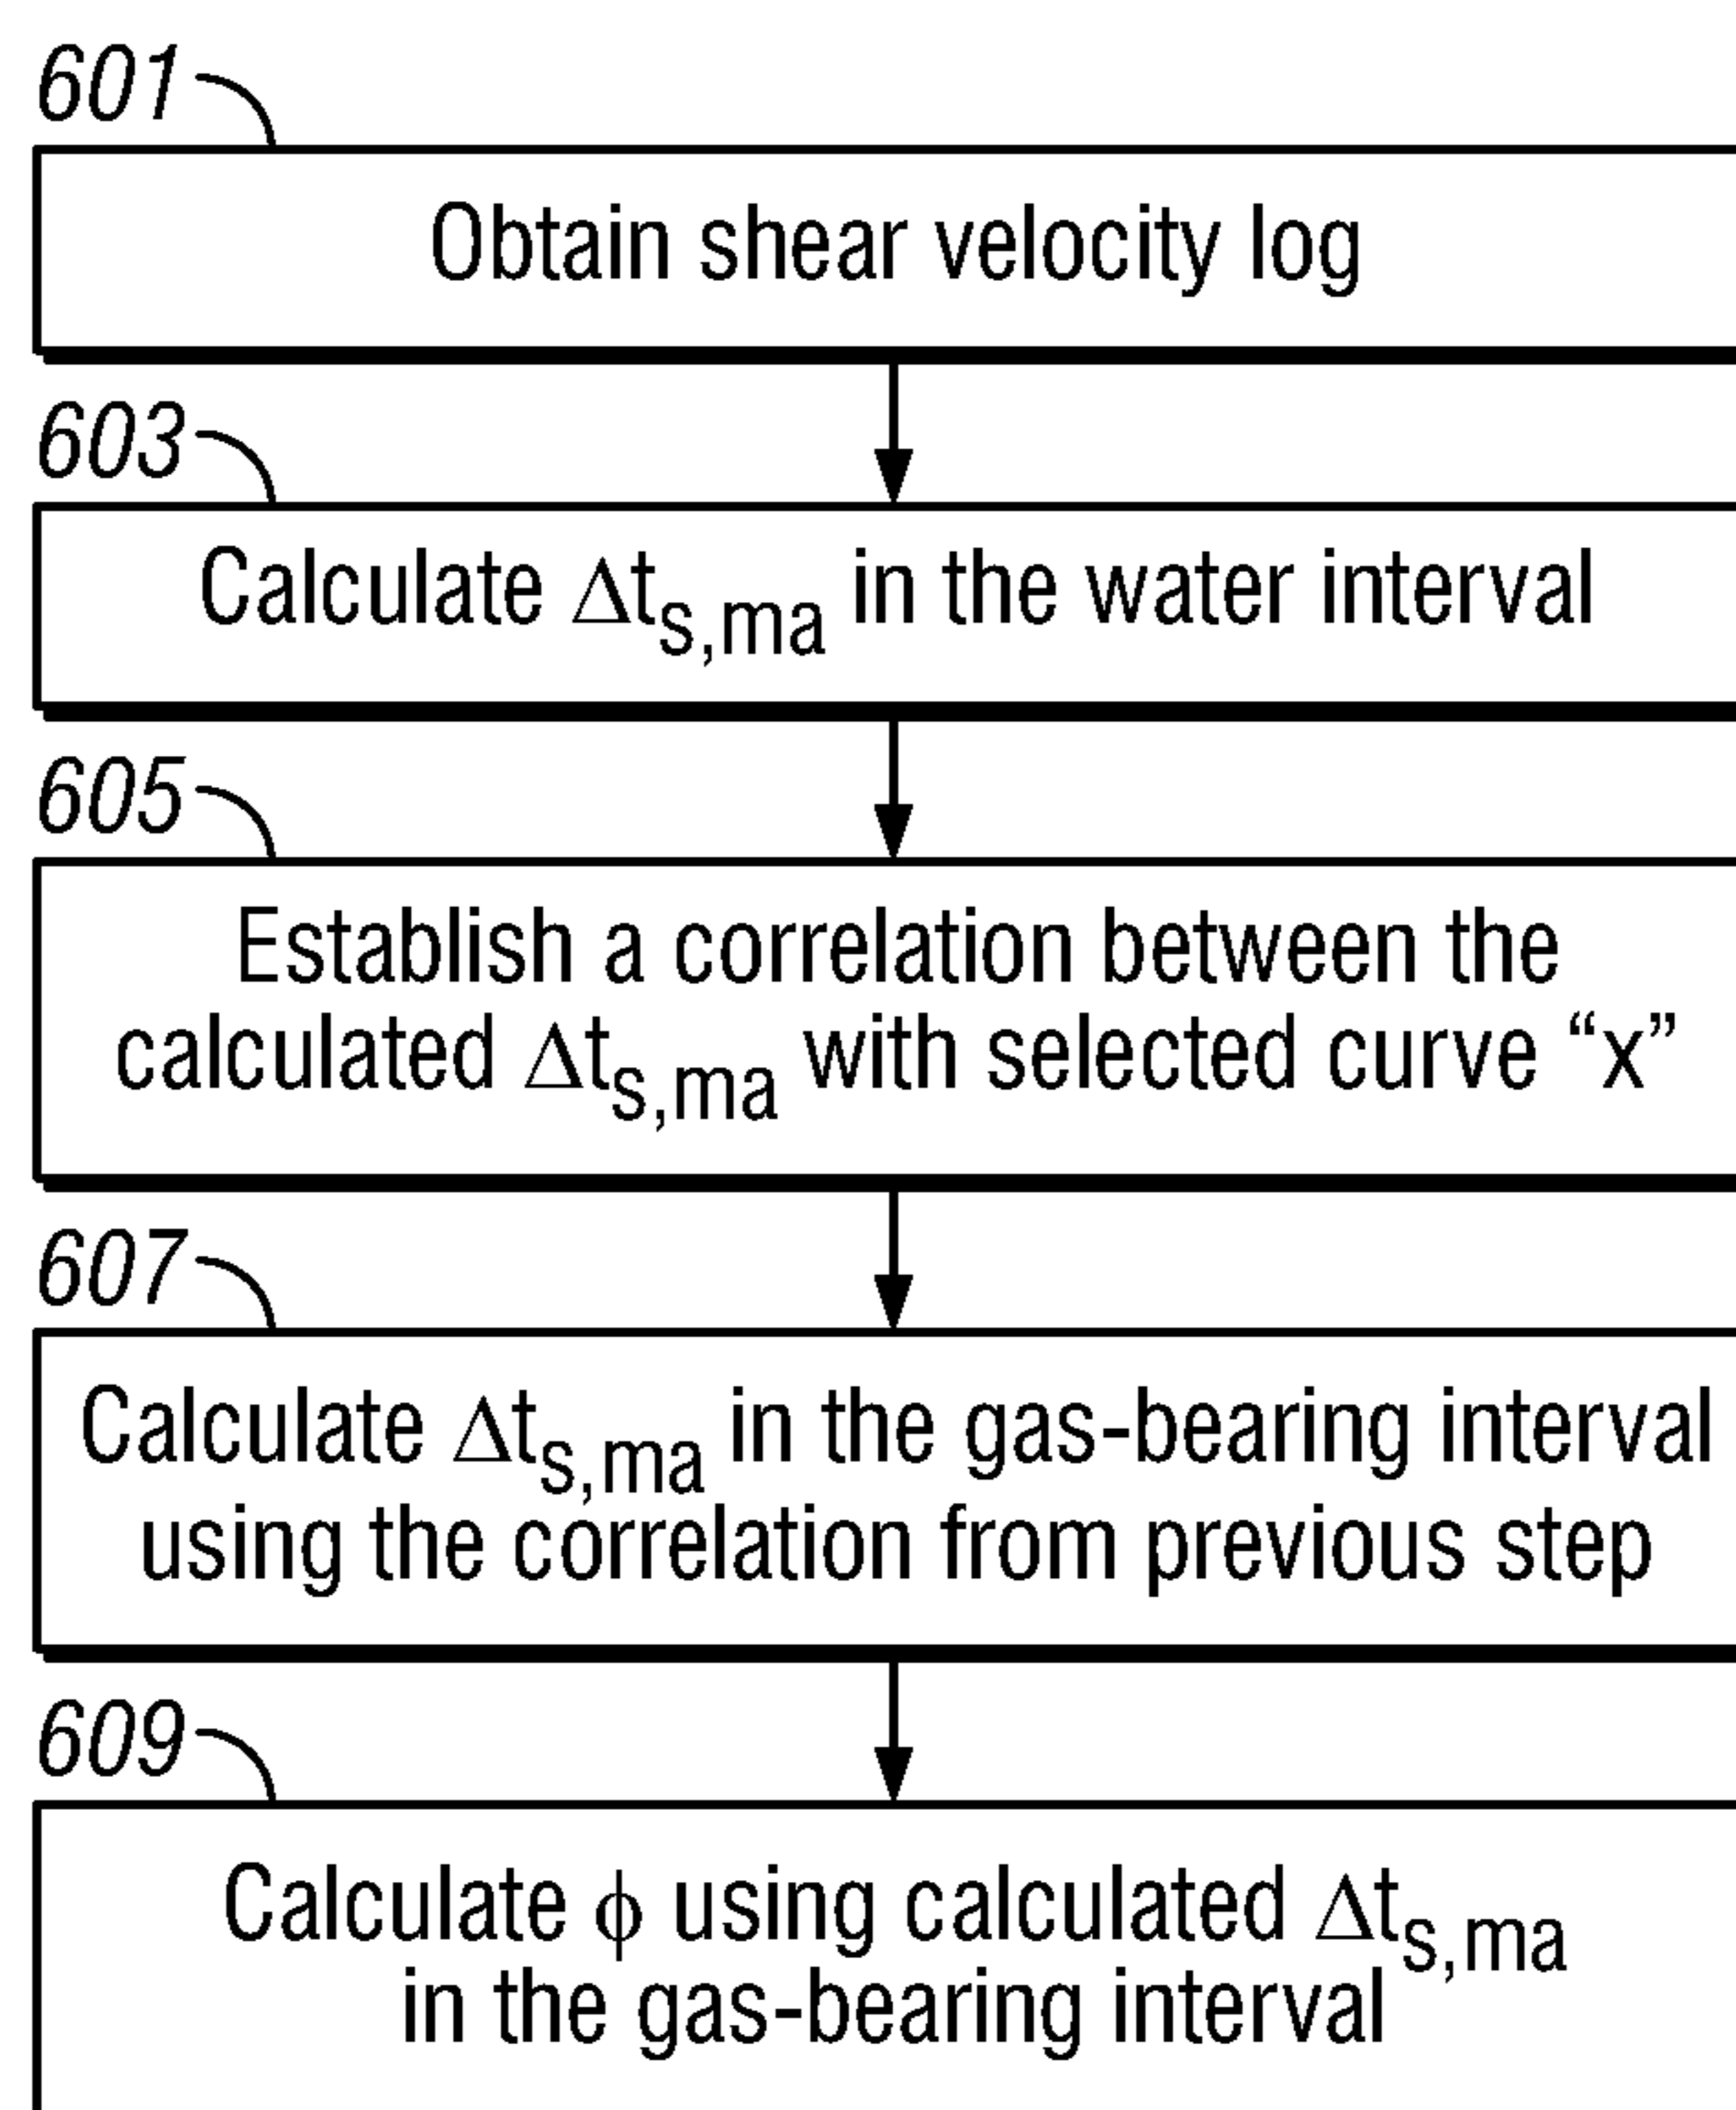 601
Obtain shear velocity log
603
Calculate Δts,ma in the water interval
605
Establish a correlation between the
calculated Δts,ma with selected curve “x”
607
Calculate Δts,ma in the gas-bearing interval
using the correlation from previous step
609
Calculate ϕ using calculated Δts,ma
in the gas-bearing interval